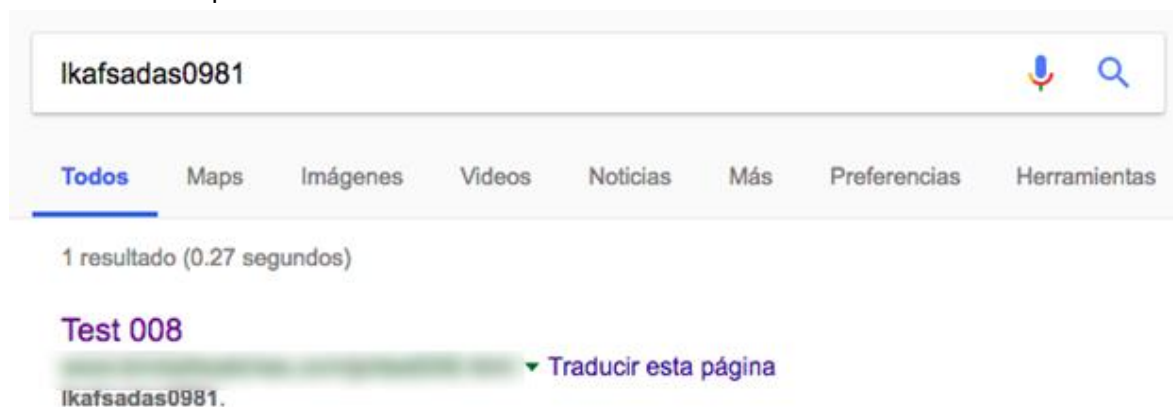 lkafsadas0981
Todos Maps Imágenes Videos Noticias Más Preferencias Herramientas
1 resultado (0.27 segundos)
Test 008
Traducir esta página
lkafsadas0981.